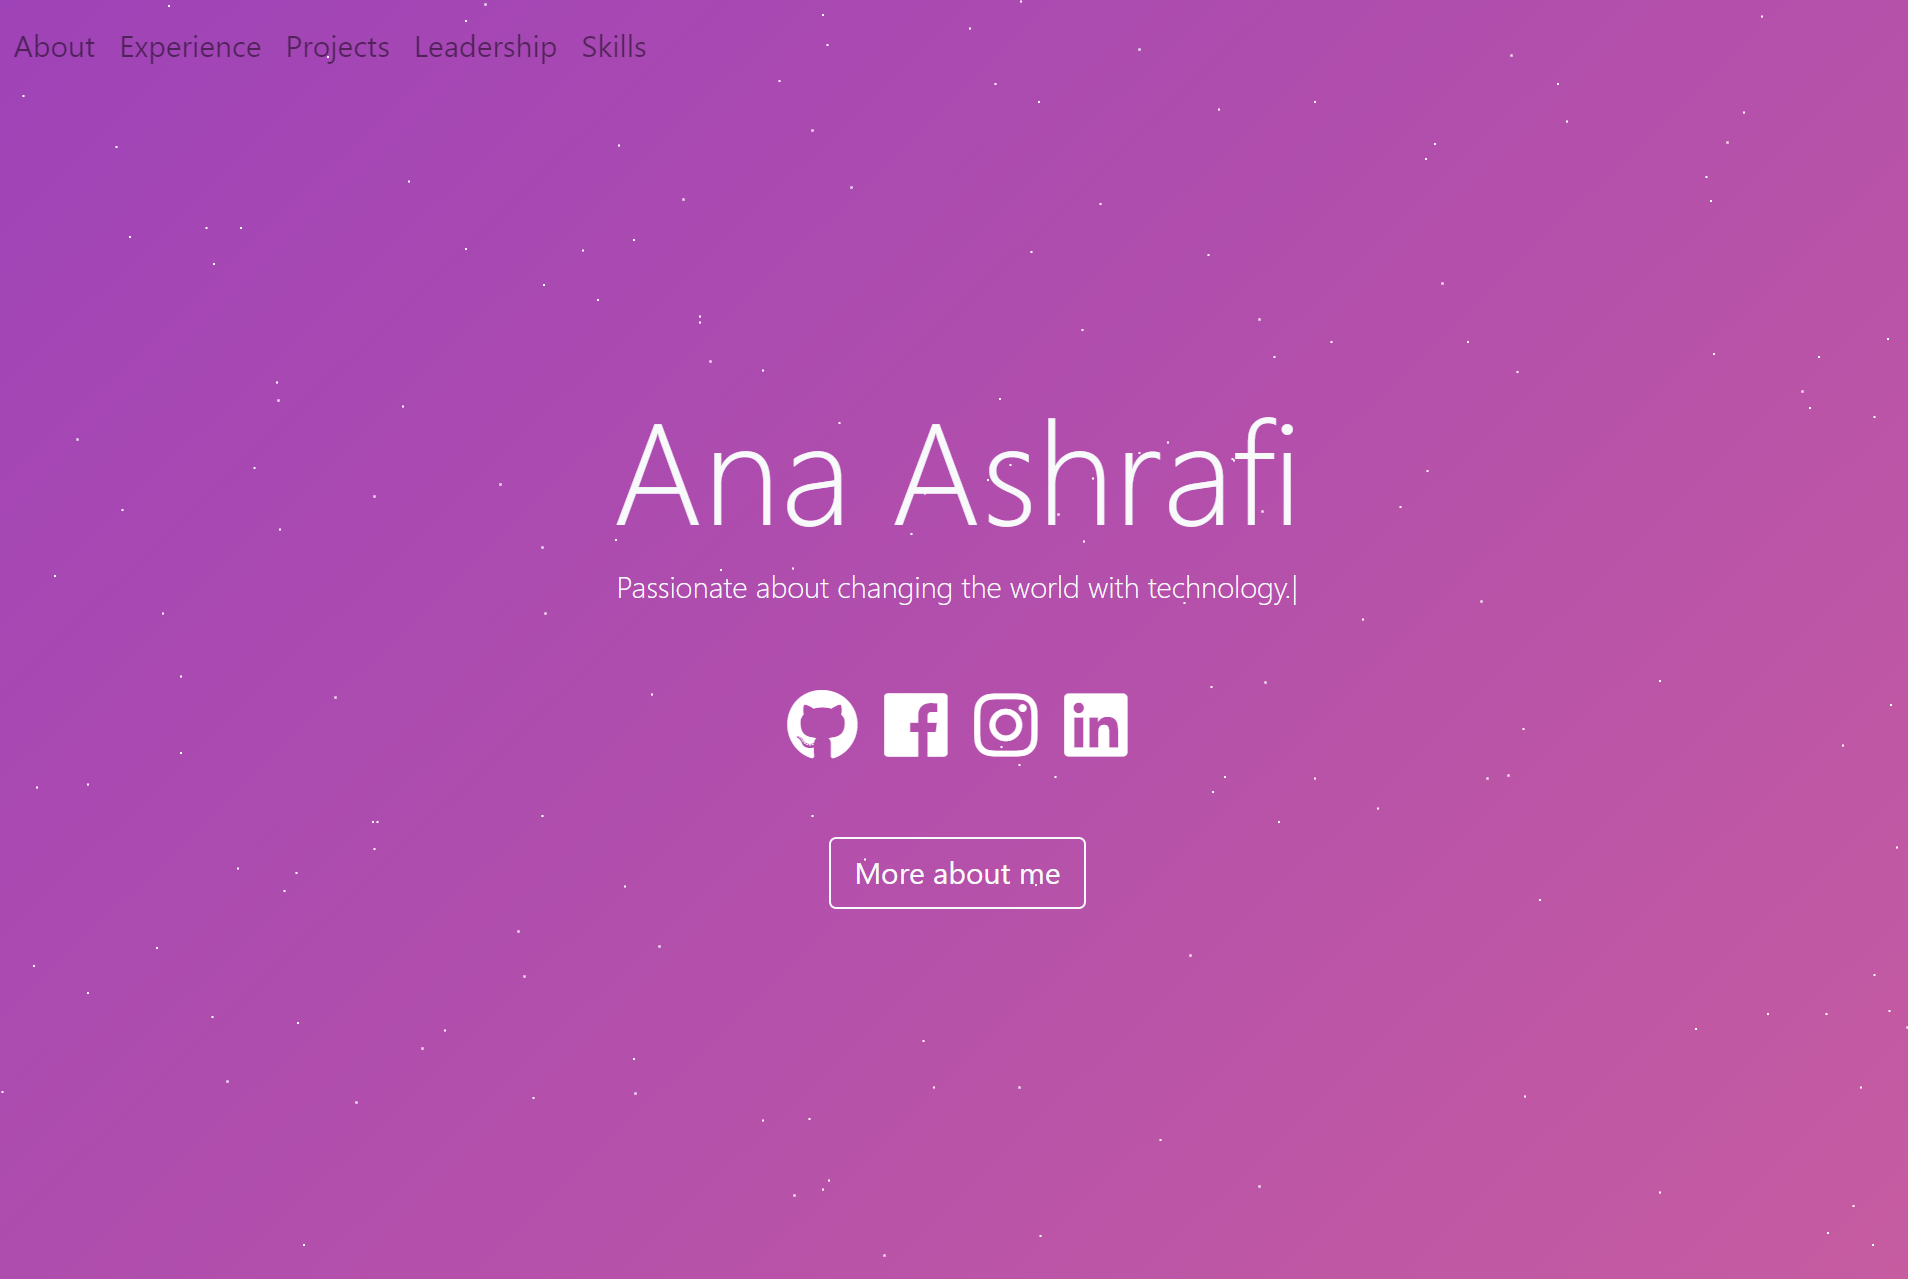 About Experience Projects Leadership Skills
Ana Ashrafi
Passionate about changing the world with technology.|
More about me